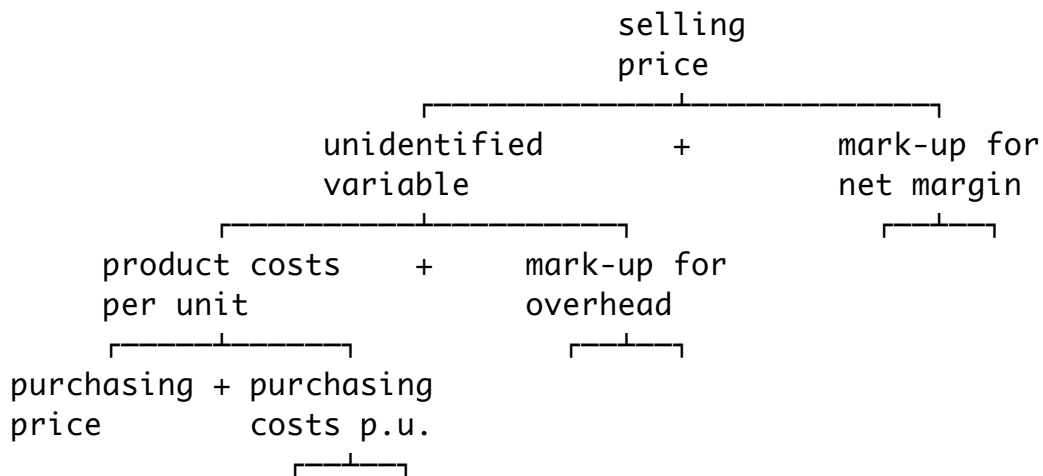 selling
price
unidentified + mark-up for
variable net margin
product costs + mark-up for
per unit overhead
purchasing + purchasing
price costs p.u.